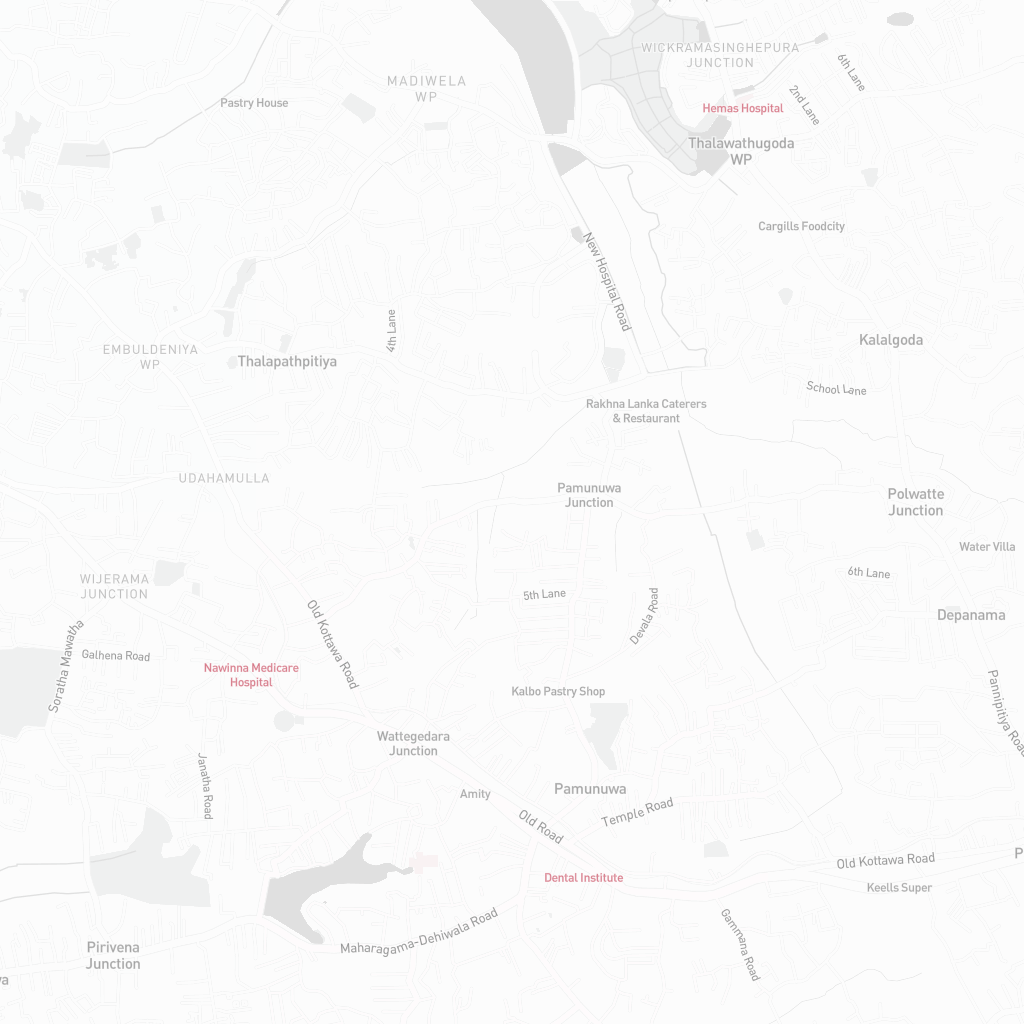 WICKRAMASINGHEPURA
JUNCTION
6th Lane
MADIWELA
WP
2nd Lane
Pastry House
Hemas Hospital
Thalawathugoda
WP
Cargills Foodcity
New Hospital Road
4th Lane
Kalalgoda
EMBULDENIYA
WP
Thalapathpitiya
School Lane
Rakhna Lanka Caterers
& Restaurant
UDAHAMULLA
Pamunuwa
Junction
Polwatte
Junction
Water Villa
WIJERAMA
JUNCTION
6th Lane
5th Lane
Devala Road
Depanama
Old Kottawa Road
Soratha Mawatha
Galhena Road
Nawinna Medicare
Hospital
Kalbo Pastry Shop
Pannipitiya Road
Wattegedara
Junction
Janatha Road
Amity
Pamunuwa
Temple Road
Old Road
Old Kottawa Road
P
Dental Institute
Keells Super
Maharagama-Dehiwala Road
Gammana Road
Pirivena
Junction
va